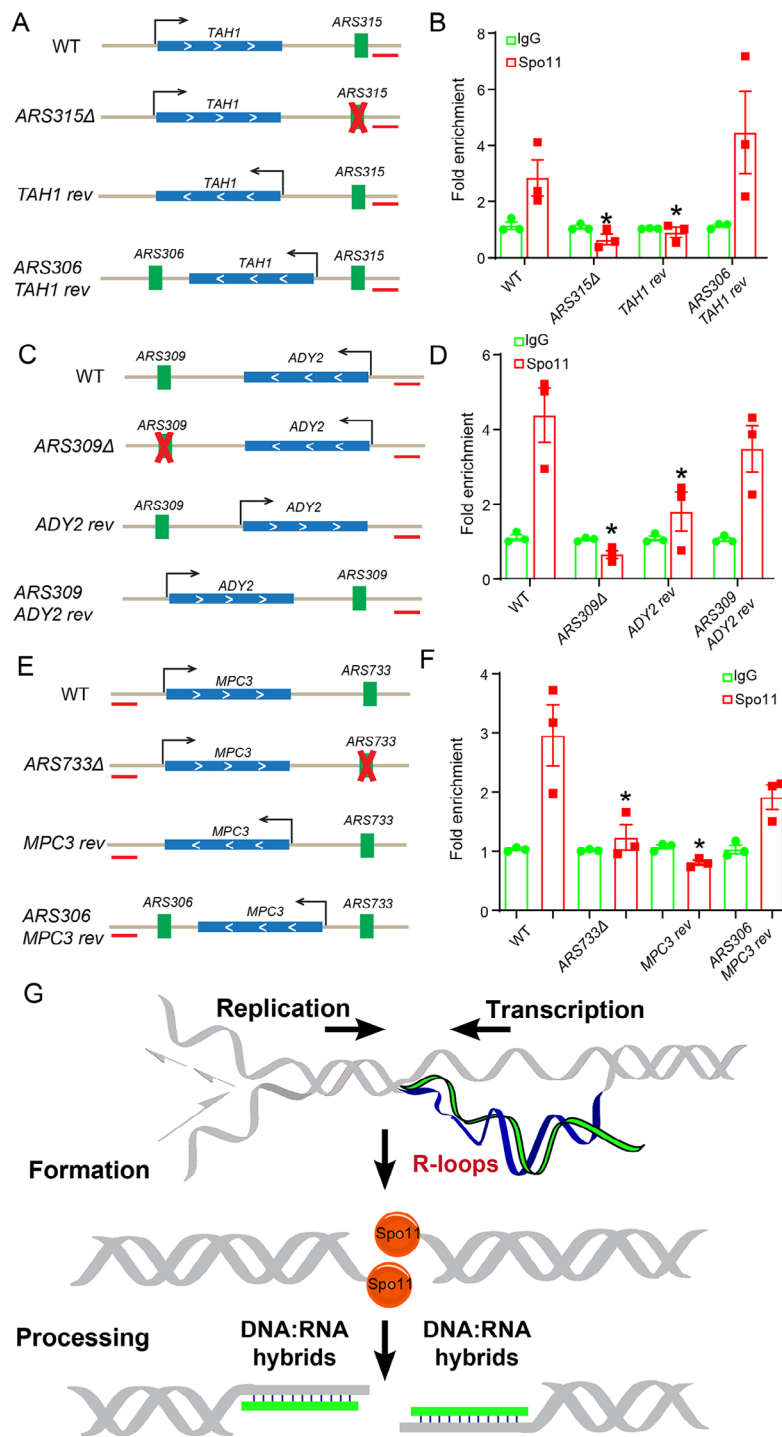 A
WT
TAH1
> > >
ARS315
ARS315Δ
TAH1
> > >
ARS315
TAH1 rev
TAH1
< < <
ARS315
ARS306
TAH1 rev
ARS306
TAH1
< < <
ARS315
B
IgG
Spo11
Fold enrichment
8
6
4
2
0
*
*
WT
ARS315Δ
TAH1 rev
ARS306
TAH1 rev
C
WT
ARS309
ADY2
< < <
ARS309Δ
ARS309
ADY2
< < <
ADY2 rev
ARS309
ADY2
> > >
ARS309
ADY2 rev
ADY2
> > >
ARS309
D
IgG
Spo11
Fold enrichment
6
4
2
0
*
*
WT
ARS309Δ
ADY2 rev
ARS309
ADY2 rev
E
WT
MPC3
> > >
ARS733
ARS733Δ
MPC3
> > >
ARS733
MPC3 rev
MPC3
< < <
ARS733
ARS306
MPC3 rev
ARS306
MPC3
< < <
ARS733
F
IgG
Spo11
Fold enrichment
4
3
2
1
0
*
*
WT
ARS733Δ
MPC3 rev
ARS306
MPC3 rev
G
Replication
Transcription
Formation
R-loops
Spo11
Spo11
Processing
DNA:RNA
hybrids
DNA:RNA
hybrids